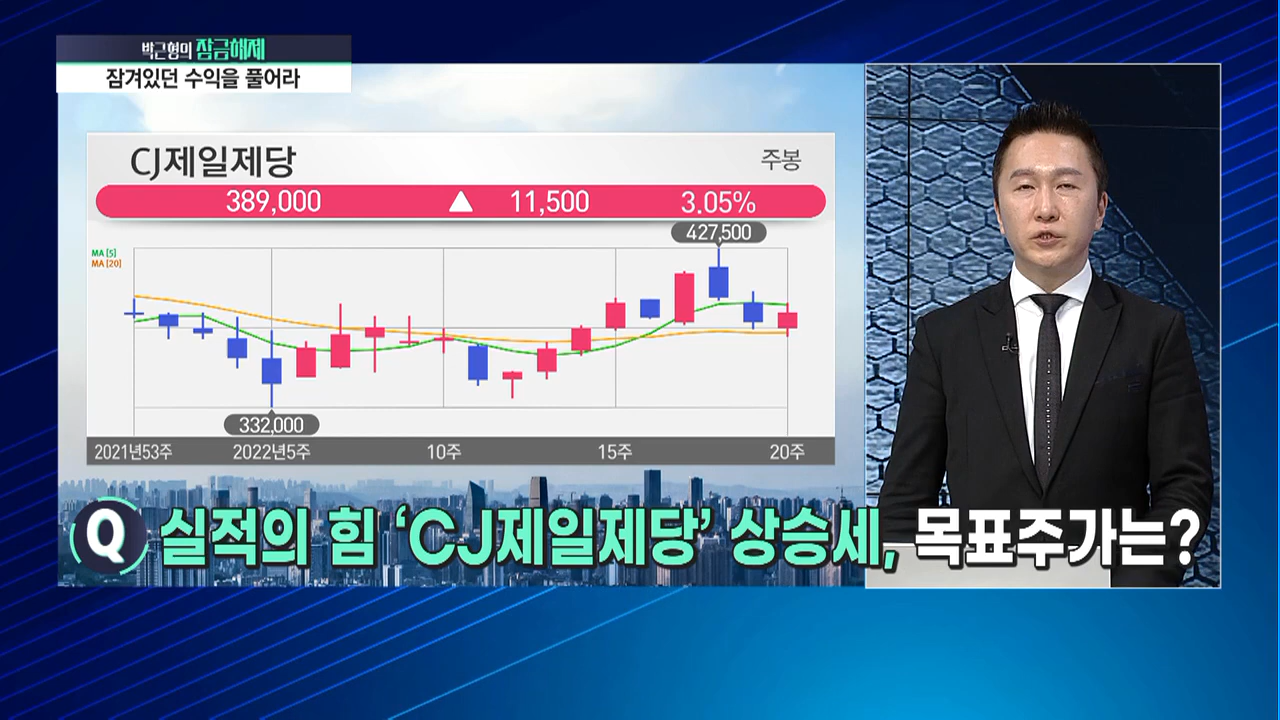 박근형의 잠금해제
잠겨있던 수익을 풀어라
CJ제일제당 주봉
389,000 ▲ 11,500 3.05%
427,500
MA [5]
MA [20]
332,000
2021년53주 2022년5주 10주 15주 20주
Q 실적의 힘 ‘CJ제일제당’ 상승세, 목표주가는?